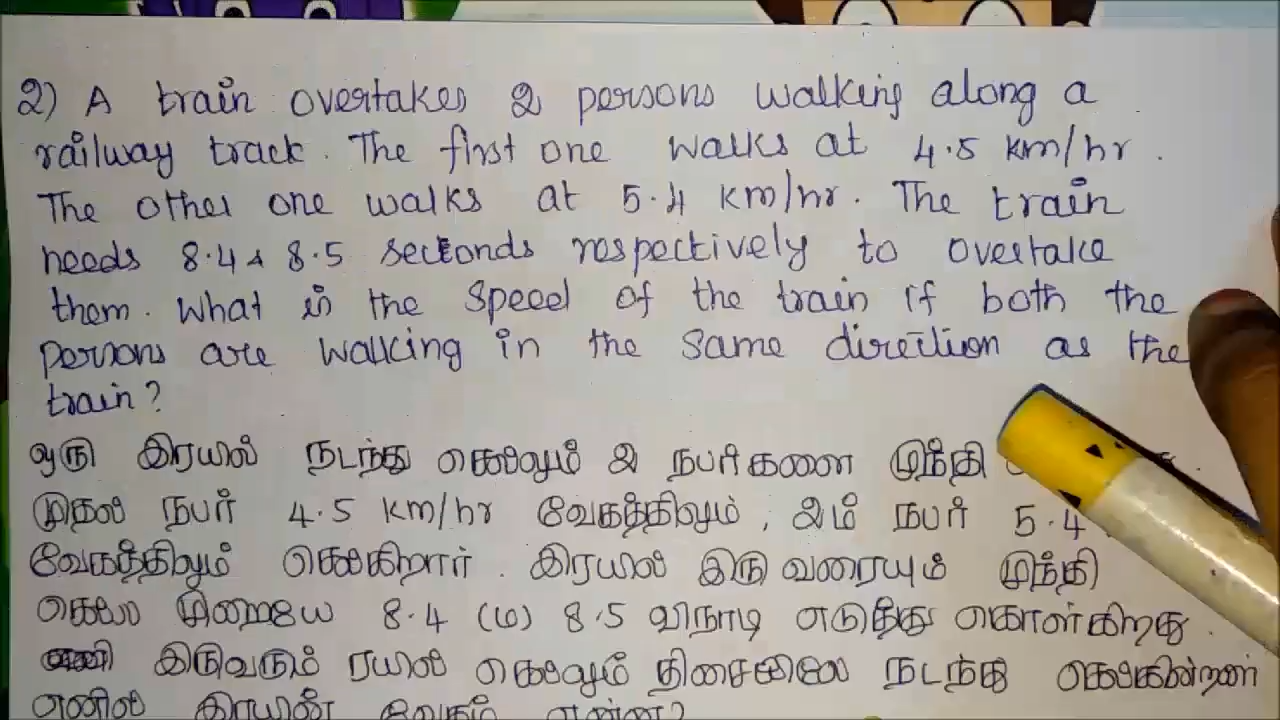 2) A train overtakes 2 persons walking along a
railway track. The first one walks at 4.5 km/hr.
The other one walks at 5.4 km/hr. The train
needs 8.4 & 8.5 seconds respectively to overtake
them. What is the speed of the train if both the
persons are walking in the same direction as the
train?
ஒரு இரயில் நடந்து செல்லும் 2 நபர்களை முந்தி
முதல் நபர் 4.5 km/hr வேகத்திலும், 2ம் நபர் 5.4
வேகத்திலும் செல்கிறார். இரயில் இருவரையும் முந்தி
செல்ல முறையே 8.4 (ம) 8.5 விநாடி எடுத்து கொள்கிறது.
இருவரும் ரயில் செல்லும் திசையிலே நடந்து செல்கின்றனர்
எனில் இரயிலின் வேகம் என்ன?